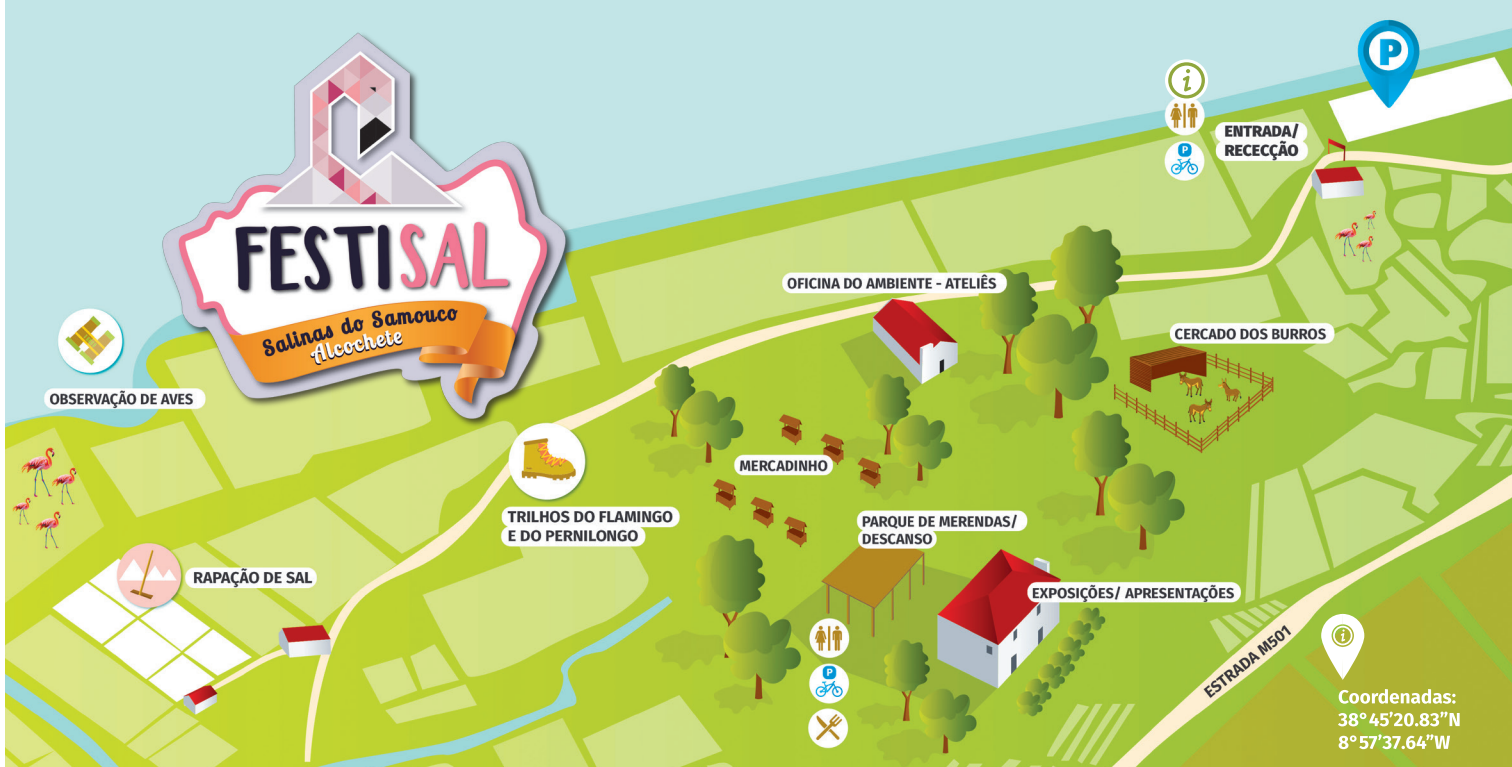 FESTISAL
Salinas do Samouco
Alcochete
P
i
P
ENTRADA/
RECECÇÃO
OFICINA DO AMBIENTE - ATELIÊS
CERCADO DOS BURROS
OBSERVAÇÃO DE AVES
MERCADINHO
TRILHOS DO FLAMINGO
E DO PERNILONGO
PARQUE DE MERENDAS/
DESCANSO
RAPAÇÃO DE SAL
EXPOSIÇÕES/ APRESENTAÇÕES
P
ESTRADA M501
i
Coordenadas:
38°45'20.83”N
8°57'37.64”W